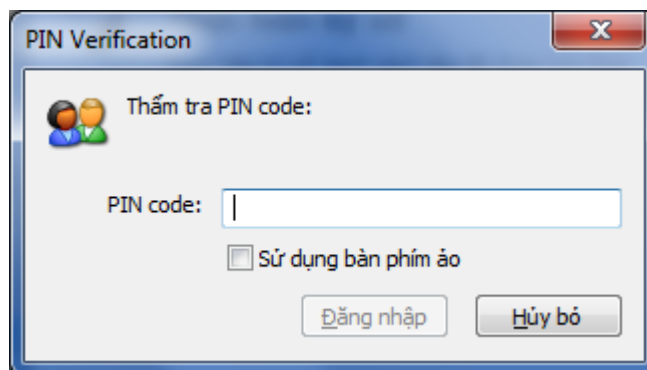 PIN Verification
Thẩm tra PIN code:
PIN code:
Sử dụng bàn phím ảo
Đăng nhập
Hủy bỏ